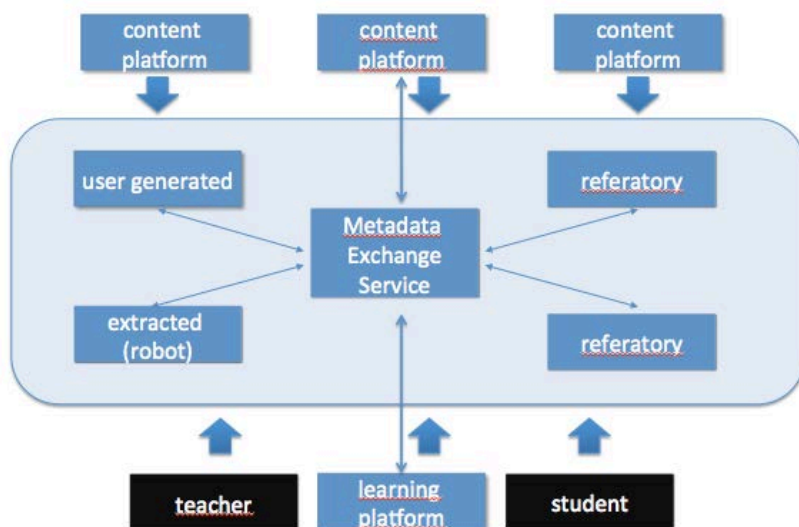 content
platform
content
platform
content
platform
user generated
referatory
Metadata
Exchange
Service
extracted
(robot)
referatory
teacher
learning
platform
student